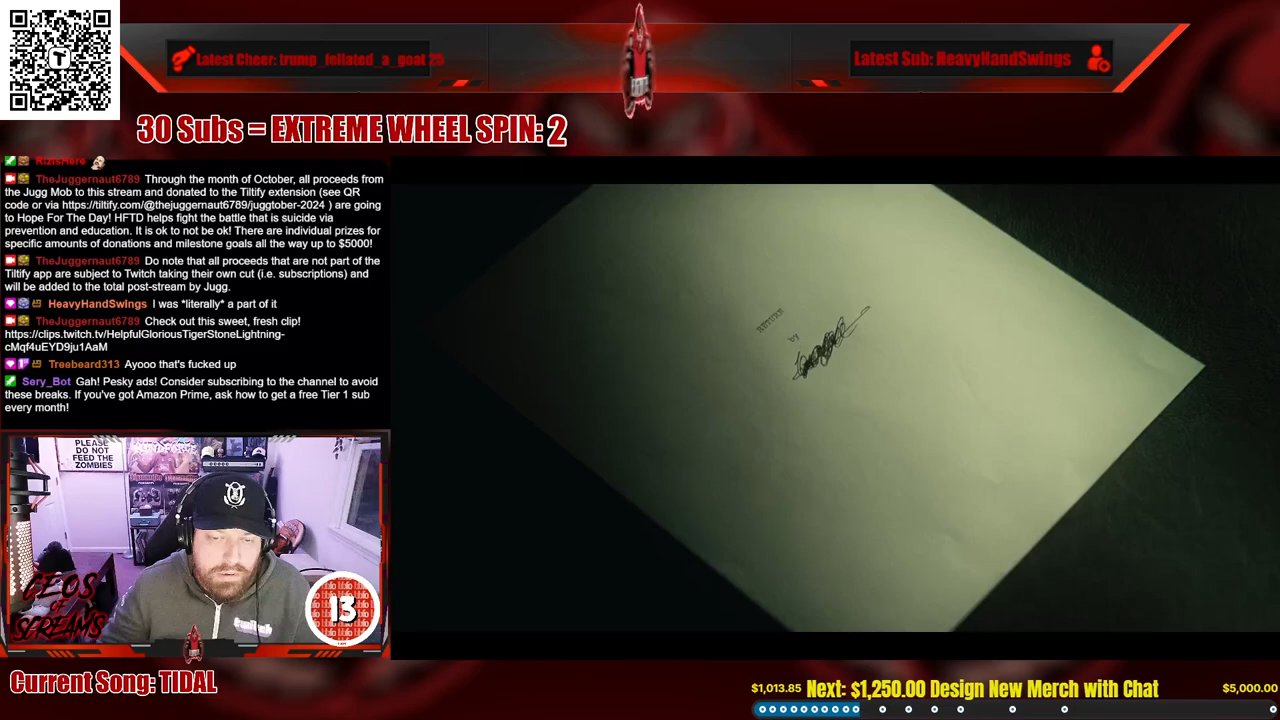 Latest Cheer: trump_follated_a_goat 25
Latest Sub: HeavyHandSwings
30 Subs = EXTREME WHEEL SPIN: 2
RizisHere
TheJuggernaut6789 Through the month of October, all proceeds from
the Jugg Mob to this stream and donated to the Tiltify extension (see QR
code or via https://tiltify.com/@thejuggernaut6789/juggtober-2024 ) are going
to Hope For The Day! HFTD helps fight the battle that is suicide via
prevention and education. It is ok to not be ok! There are individual prizes for
specific amounts of donations and milestone goals all the way up to $5000!
TheJuggernaut6789 Do note that all proceeds that are not part of the
Tiltify app are subject to Twitch taking their own cut (i.e. subscriptions) and
will be added to the total post-stream by Jugg.
HeavyHandSwings I was *literally* a part of it
TheJuggernaut6789 Check out this sweet, fresh clip!
https://clips.twitch.tv/HelpfulGloriousTigerStoneLightning-
cMqf4uEYD9ju1AaM
Treebeard313 Ayooo that's fucked up
Sery_Bot Gah! Pesky ads! Consider subscribing to the channel to avoid
these breaks. If you've got Amazon Prime, ask how to get a free Tier 1 sub
every month!
by
PLEASE
DO NOT
FEED THE
ZOMBIES
CEOS
OF
SCREAMS
13
Current Song: TIDAL
$1,013.85 Next: $1,250.00 Design New Merch with Chat $5,000.00